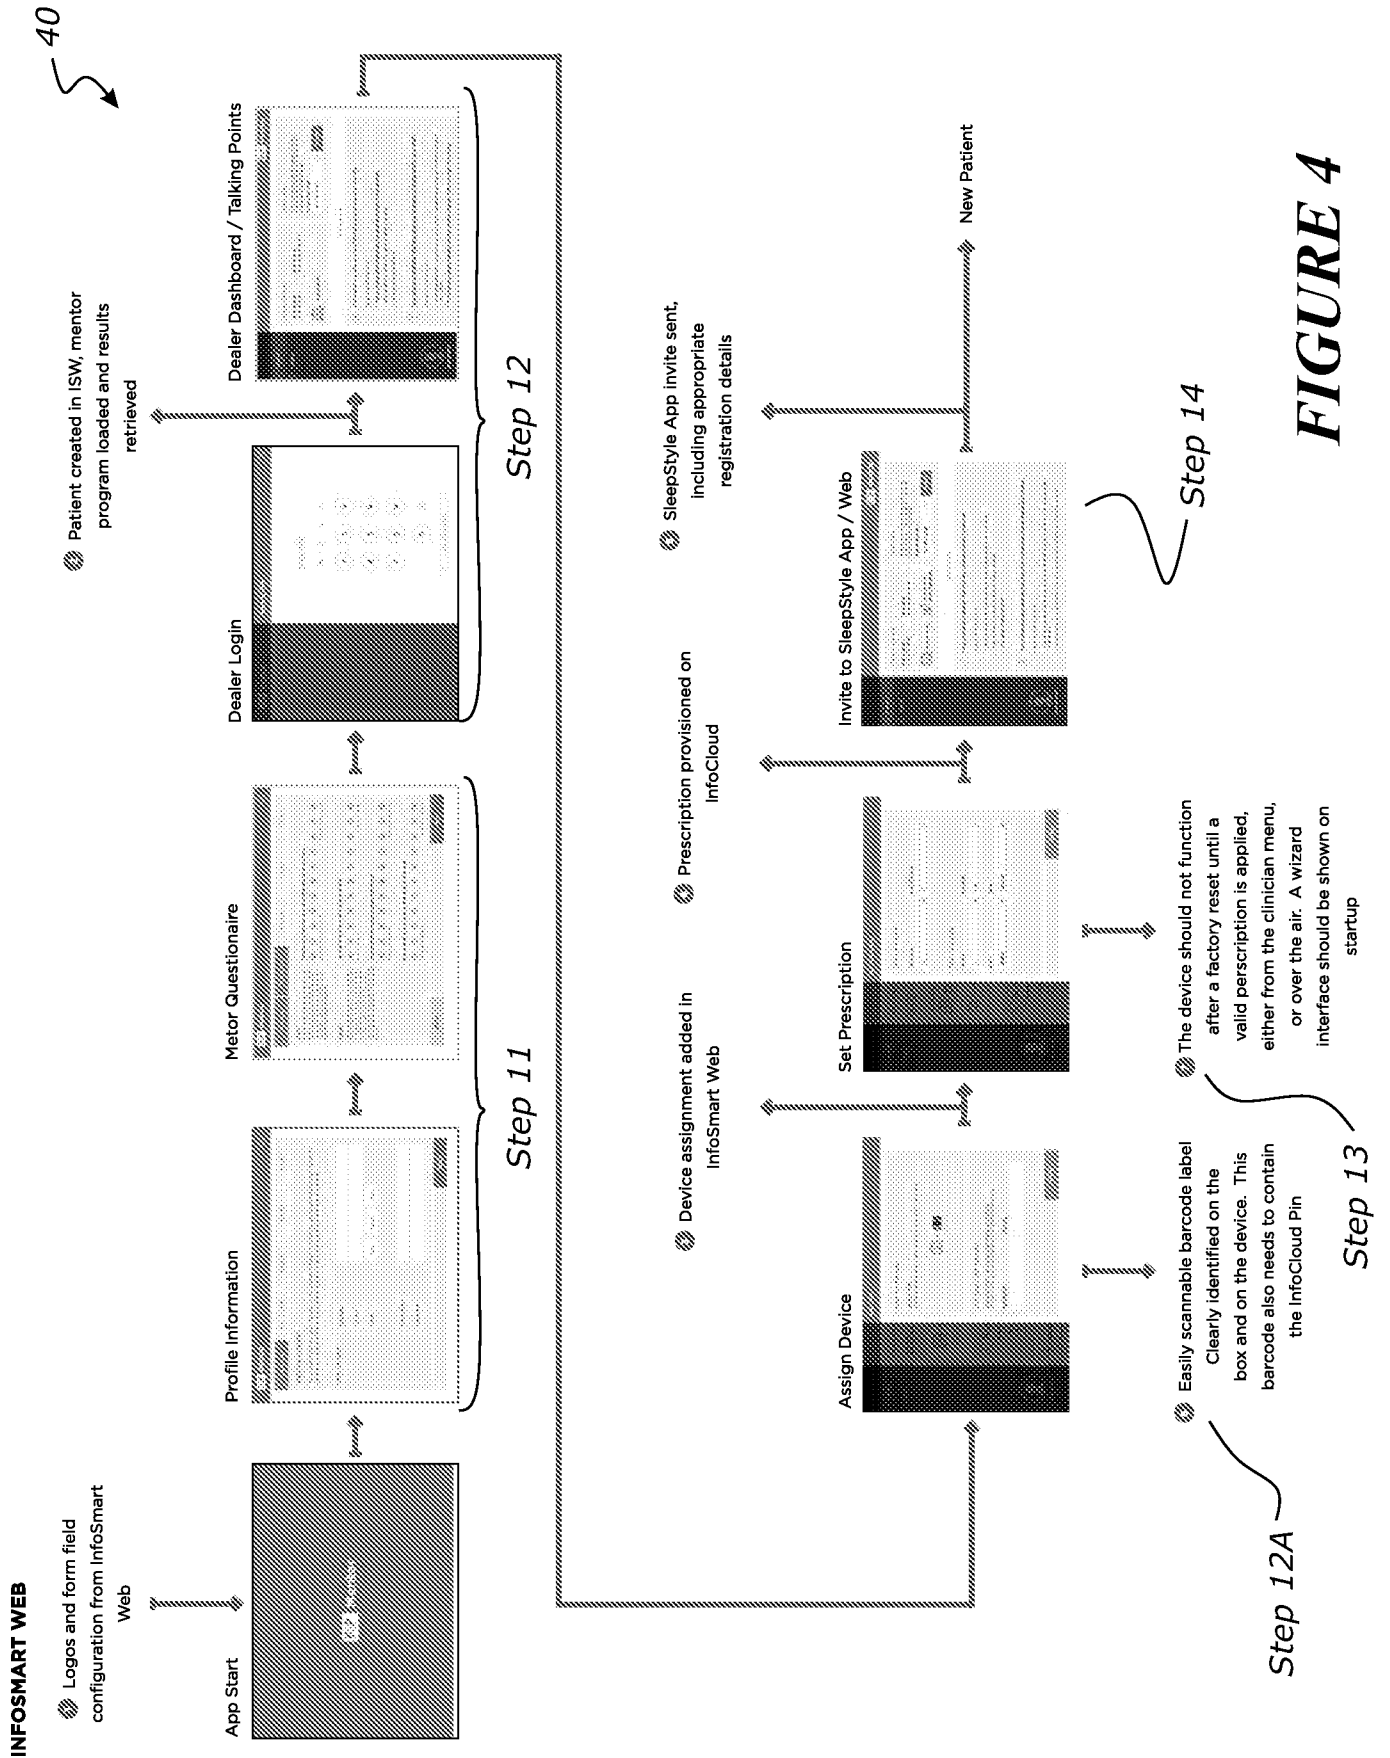 INFOSMART WEB
40
Logos and form field
configuration from InfoSmart
Web
Patient created in ISW, mentor
program loaded and results
retrieved
App Start
Profile Information
Metor Questionaire
Dealer Login
Dealer Dashboard / Talking Points
Step 11
Step 12
Device assignment added in
InfoSmart Web
Prescription provisioned on
InfoCloud
SleepStyle App invite sent,
including appropriate
registration details
Assign Device
Set Prescription
Invite to SleepStyle App / Web
New Patient
Easily scannable barcode label
Clearly identified on the
box and on the device. This
barcode also needs to contain
the InfoCloud Pin
The device should not function
after a factory reset until a
valid perscription is applied,
either from the clinician menu,
or over the air. A wizard
interface should be shown on
startup
Step 12A
Step 13
Step 14
FIGURE 4